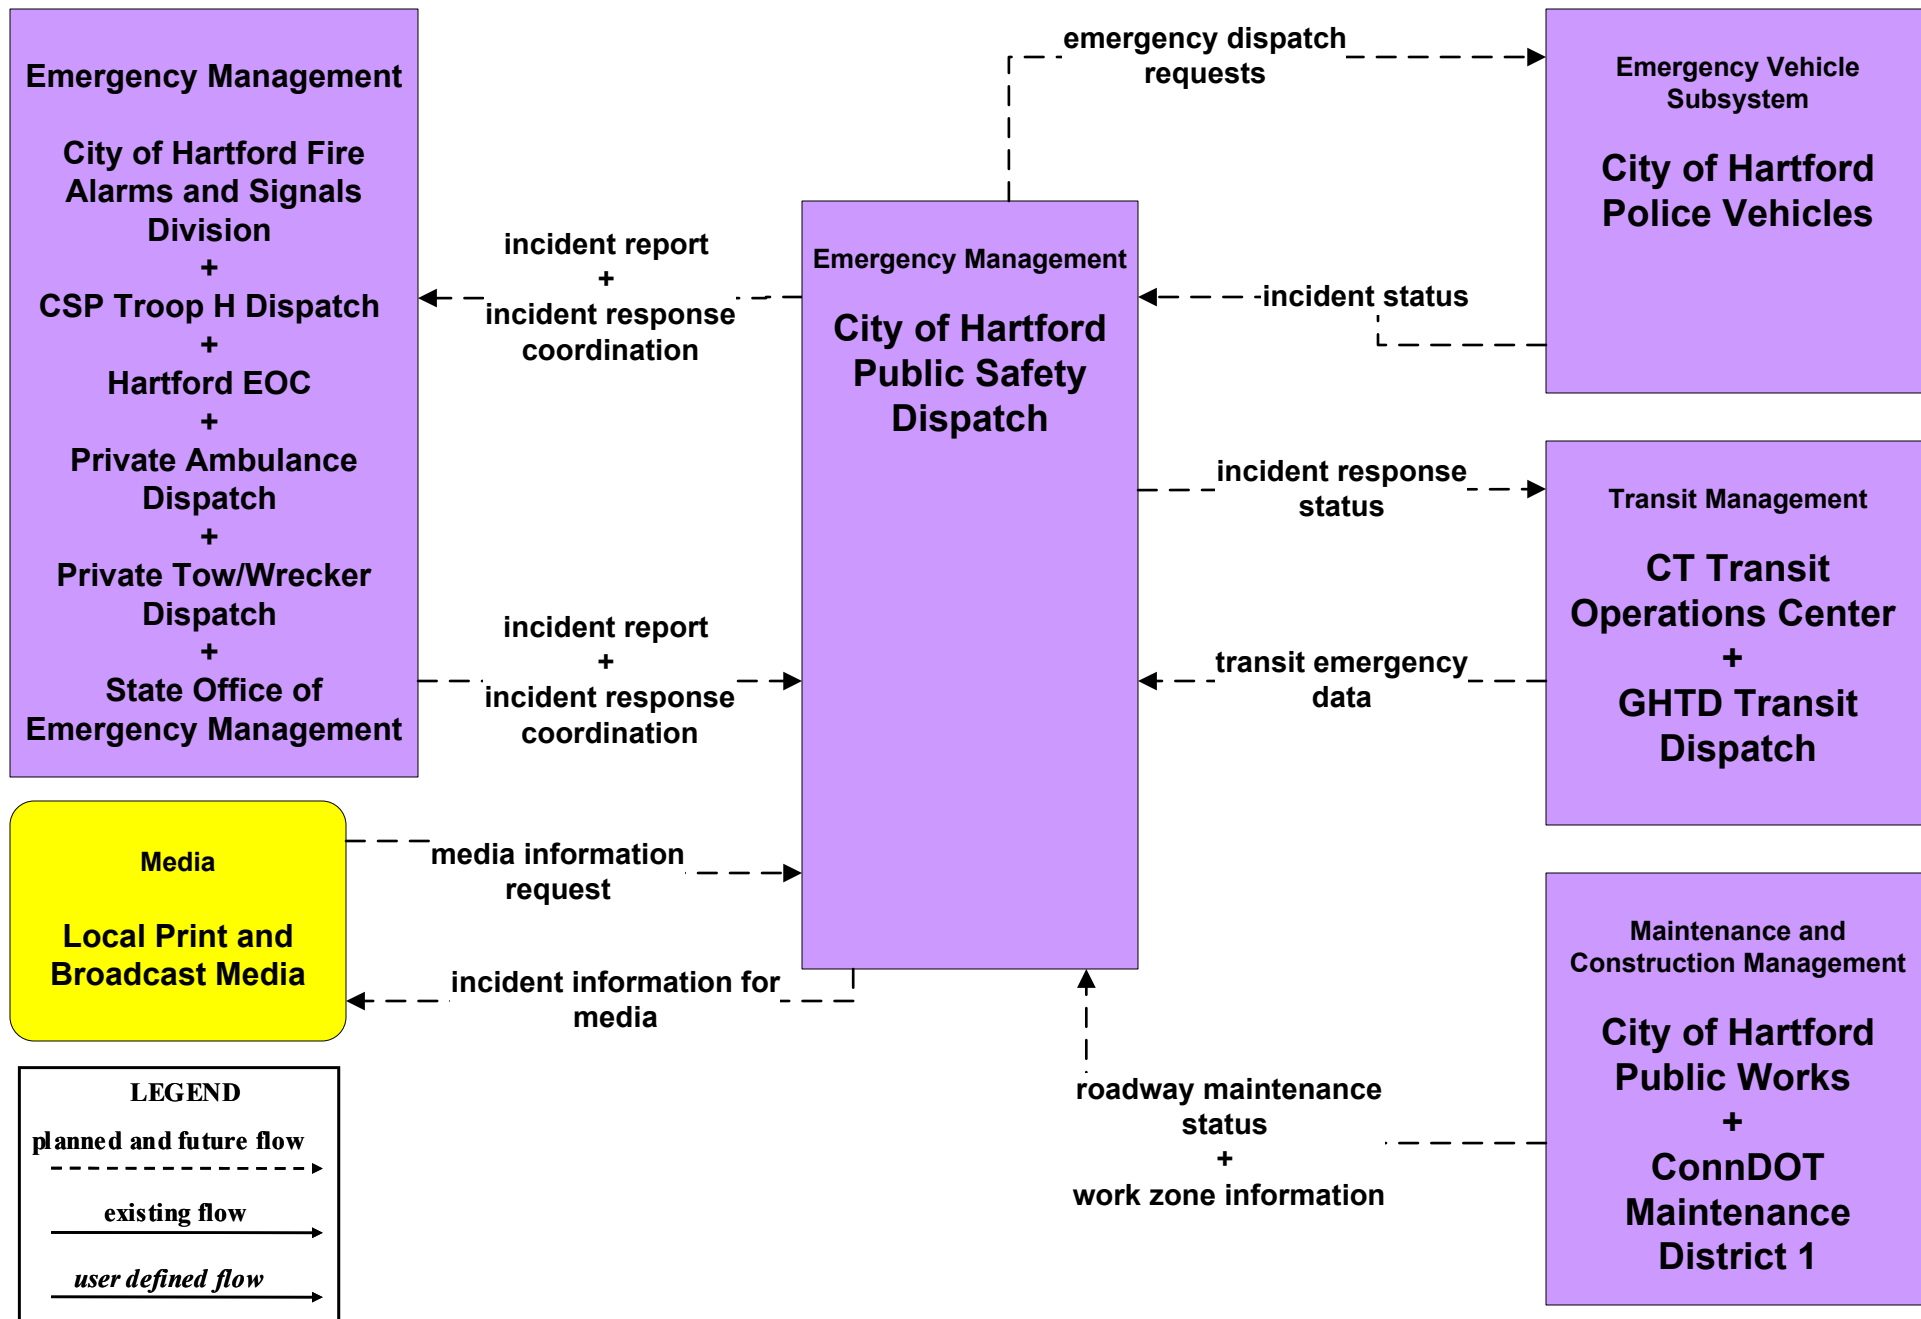 Emergency Management
City of Hartford Fire
Alarms and Signals
Division
+
CSP Troop H Dispatch
+
Hartford EOC
+
Private Ambulance
Dispatch
+
Private Tow/Wrecker
Dispatch
+
State Office of
Emergency Management
incident report
+
incident response
coordination
incident report
+
incident response
coordination
Media
Local Print and
Broadcast Media
media information
request
incident information for
media
Emergency Management
City of Hartford
Public Safety
Dispatch
emergency dispatch
requests
incident status
Emergency Vehicle
Subsystem
City of Hartford
Police Vehicles
incident response
status
transit emergency
data
Transit Management
CT Transit
Operations Center
+
GHTD Transit
Dispatch
roadway maintenance
status
+
work zone information
Maintenance and
Construction Management
City of Hartford
Public Works
+
ConnDOT
Maintenance
District 1
LEGEND
planned and future flow
existing flow
user defined flow